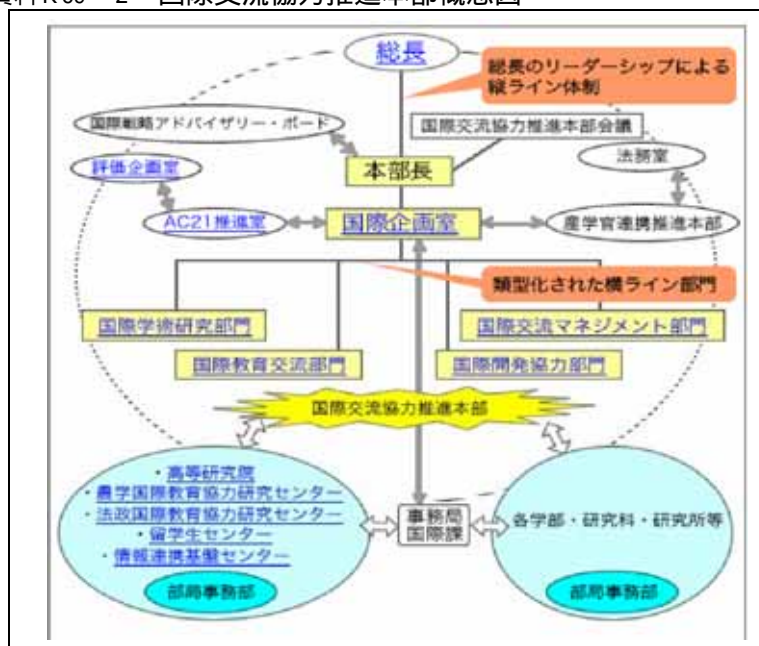 国際交流協力推進本部概念図
総長
総長のリーダーシップによる
縦ライン体制
国際戦略アドバイザリー・ボード
国際交流協力推進本部会議
評価企画室
法務室
本部長
AC21推進室
国際企画室
産学官連携推進本部
類型化された横ライン部門
国際学術研究部門
国際交流マネジメント部門
国際教育交流部門
国際開発協力部門
国際交流協力推進本部
・高等研究院
・農学国際教育協力研究センター
・法政国際教育協力研究センター
・留学生センター
・情報連携基盤センター
事務局
国際課
各学部・研究科・研究所等
部局事務部
部局事務部